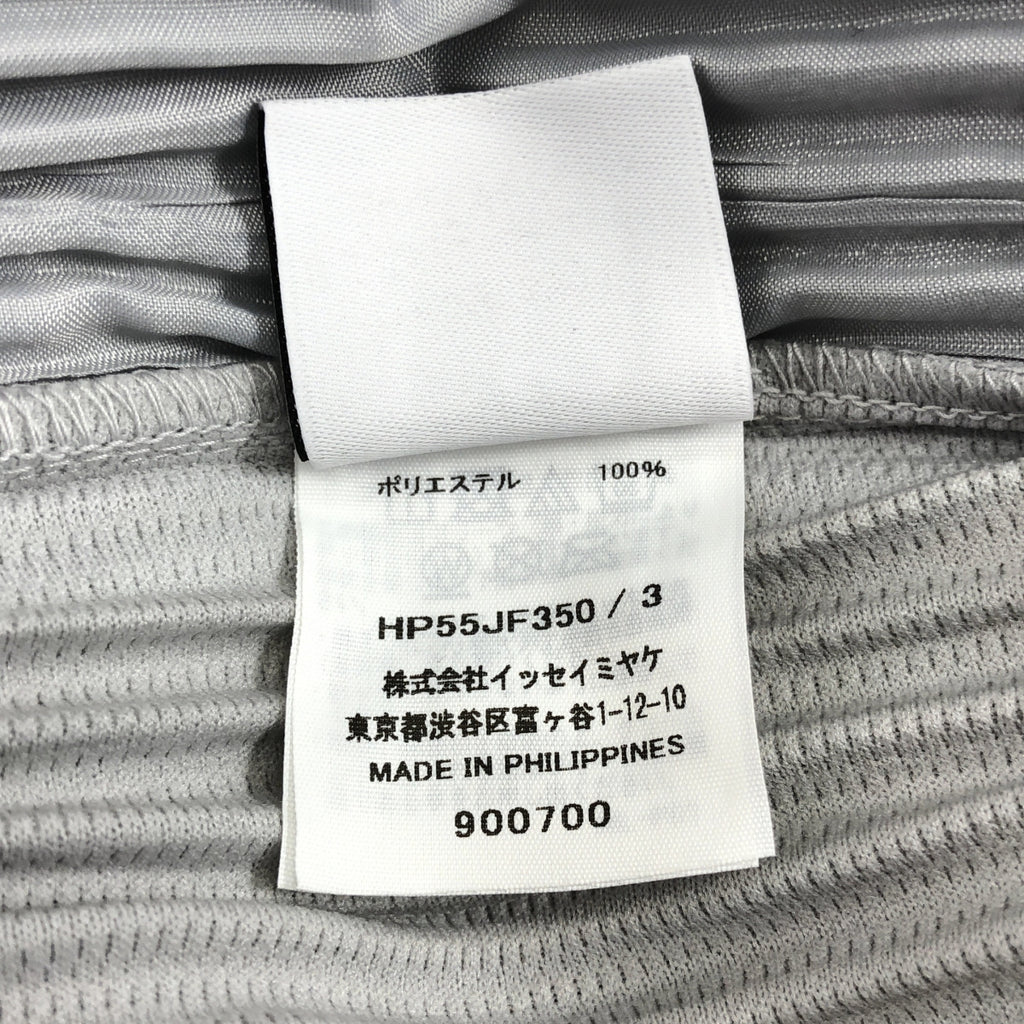 ポリエステル 100%
HP55JF350 / 3
株式会社イッセイミヤケ
東京都渋谷区富ヶ谷1-12-10
MADE IN PHILIPPINES
900700